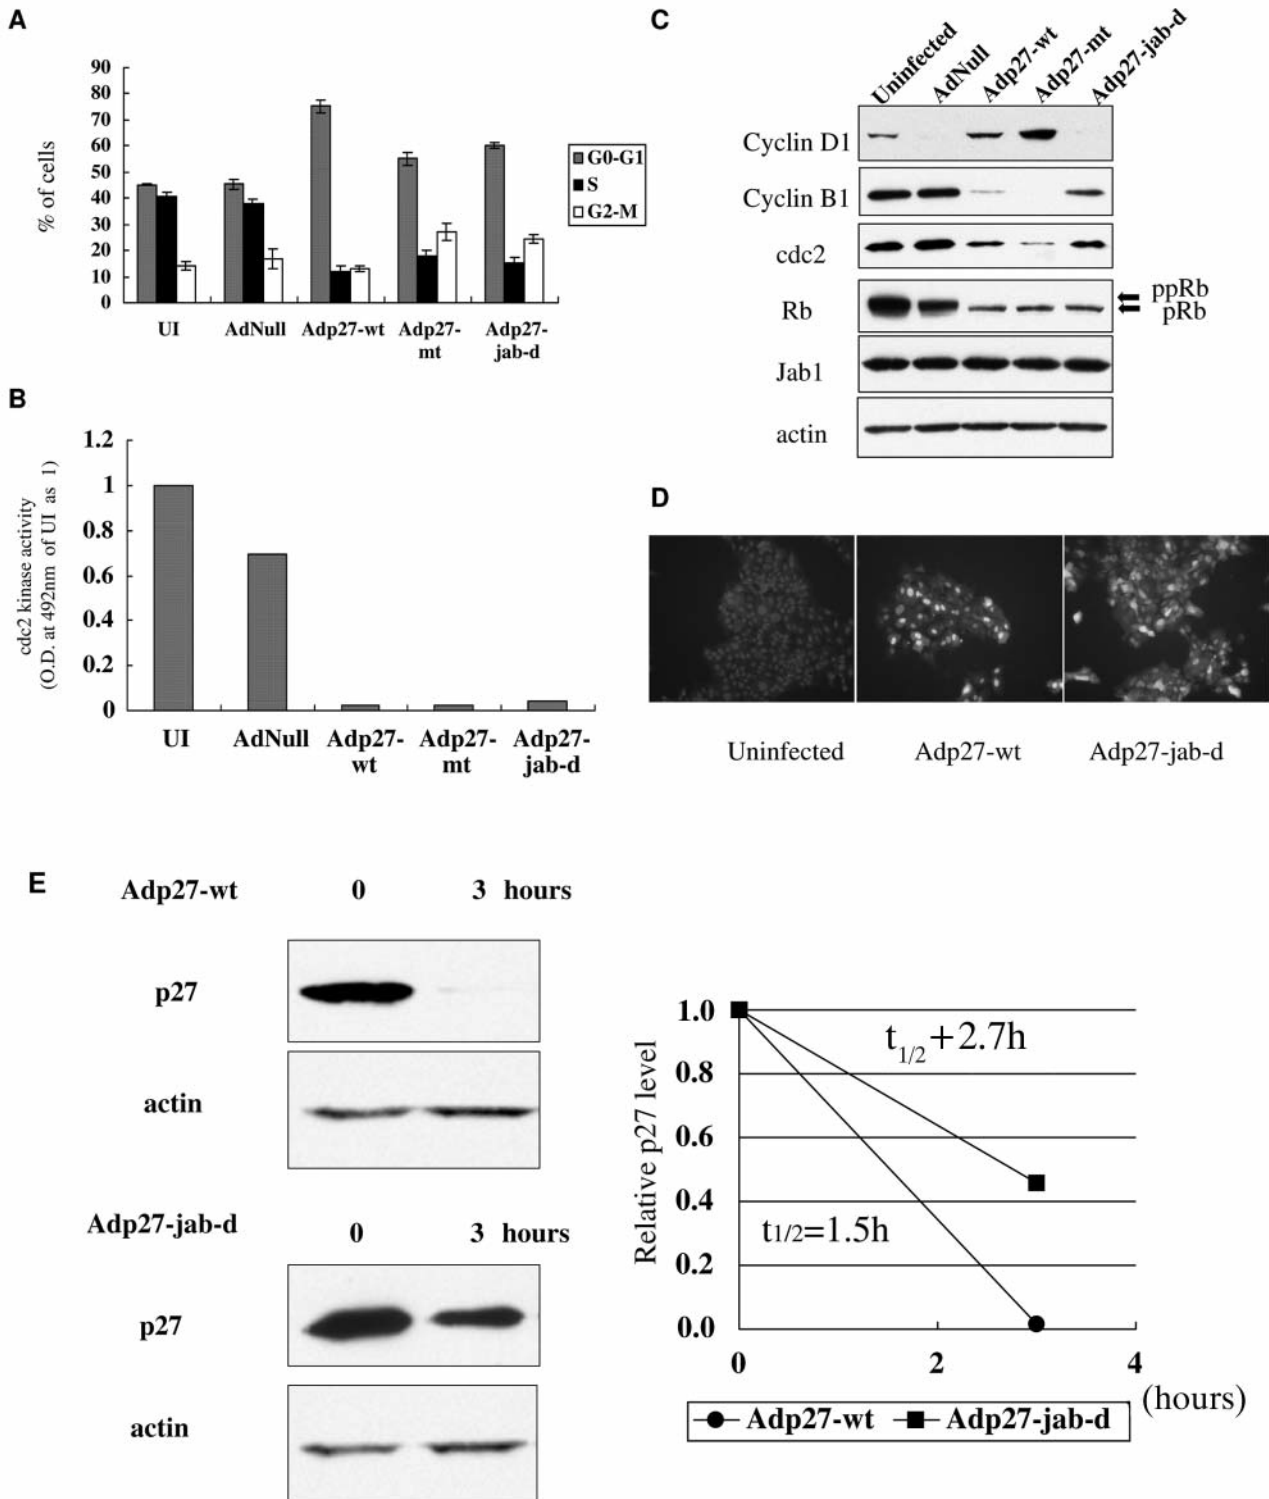 A
90
80
70
60
50
40
30
20
10
0
% of cells
G0-G1
S
G2-M
UI
AdNull
Adp27-wt
Adp27-
mt
Adp27-
jab-d
B
1.2
1
0.8
0.6
0.4
0.2
0
cdc2 kinase activity
(O.D. at 492nm of UI as 1)
UI
AdNull
Adp27-
wt
Adp27-
mt
Adp27-
jab-d
C
Uninfected
AdNull
Adp27-wt
Adp27-mt
Adp27-jab-d
Cyclin D1
Cyclin B1
cdc2
Rb
ppRb
pRb
Jab1
actin
D
Uninfected
Adp27-wt
Adp27-jab-d
E
Adp27-wt 0 3 hours
p27
actin
Adp27-jab-d 0 3 hours
p27
actin
1.0
0.8
0.6
0.4
0.2
0.0
Relative p27 level
t1/2+2.7h
t1/2=1.5h
0 2 4
(hours)
Adp27-wt Adp27-jab-d